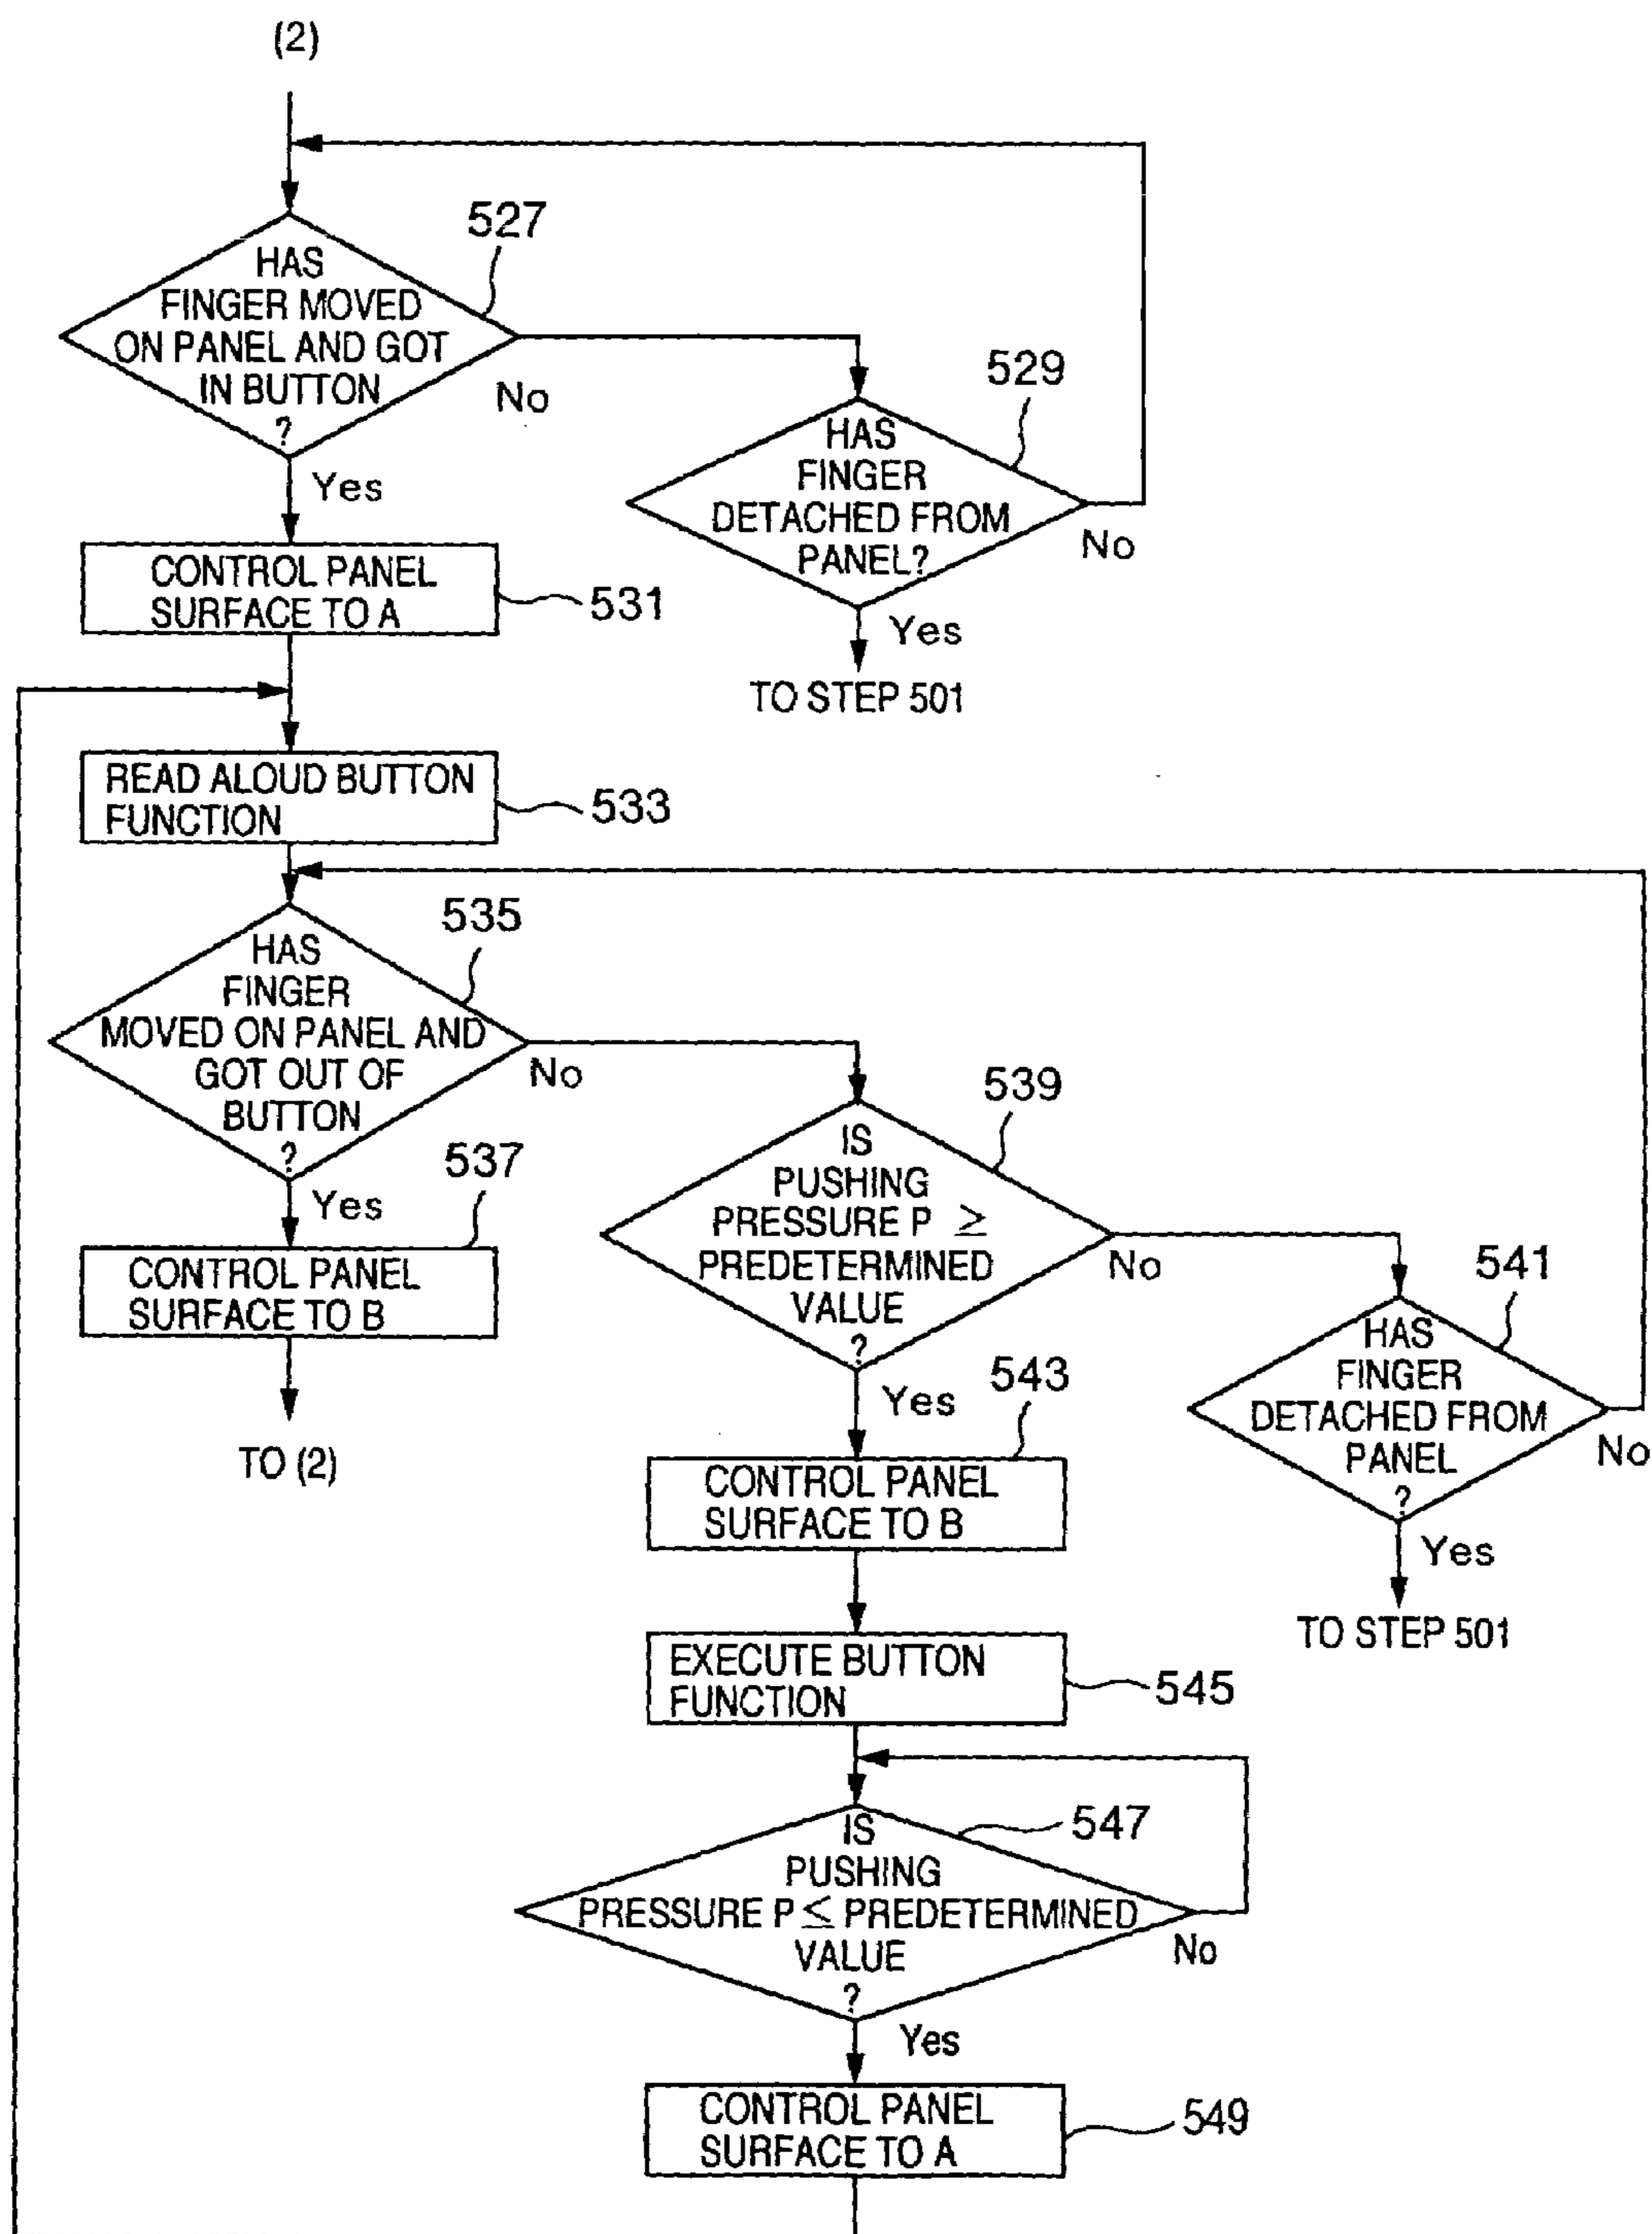 (2)
527
HAS
FINGER MOVED
ON PANEL AND GOT
IN BUTTON
?
No
Yes
529
HAS
FINGER
DETACHED FROM
PANEL?
No
Yes
TO STEP 501
CONTROL PANEL
SURFACE TO A
531
READ ALOUD BUTTON
FUNCTION
533
535
HAS
FINGER
MOVED ON PANEL AND
GOT OUT OF
BUTTON
?
No
Yes
537
CONTROL PANEL
SURFACE TO B
TO (2)
539
IS
PUSHING
PRESSURE P ≥
PREDETERMINED
VALUE
?
No
Yes
541
HAS
FINGER
DETACHED FROM
PANEL
?
No
Yes
TO STEP 501
543
CONTROL PANEL
SURFACE TO B
EXECUTE BUTTON
FUNCTION
545
547
IS
PUSHING
PRESSURE P ≤ PREDETERMINED
VALUE
?
No
Yes
CONTROL PANEL
SURFACE TO A
549